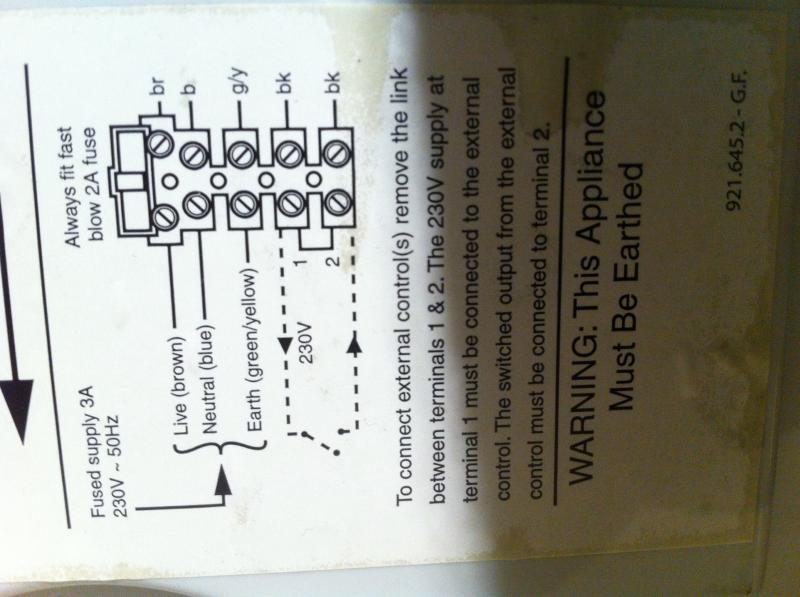 Fused supply 3A
230V ~ 50Hz
Always fit fast
blow 2A fuse
Live (brown)
Neutral (blue)
Earth (green/yellow)
br
b
g/y
bk
bk
230V
1
2
To connect external control(s) remove the link
between terminals 1 & 2. The 230V supply at
terminal 1 must be connected to the external
control. The switched output from the external
control must be connected to terminal 2.
WARNING: This Appliance
Must Be Earthed
921.645.2 - G.F.